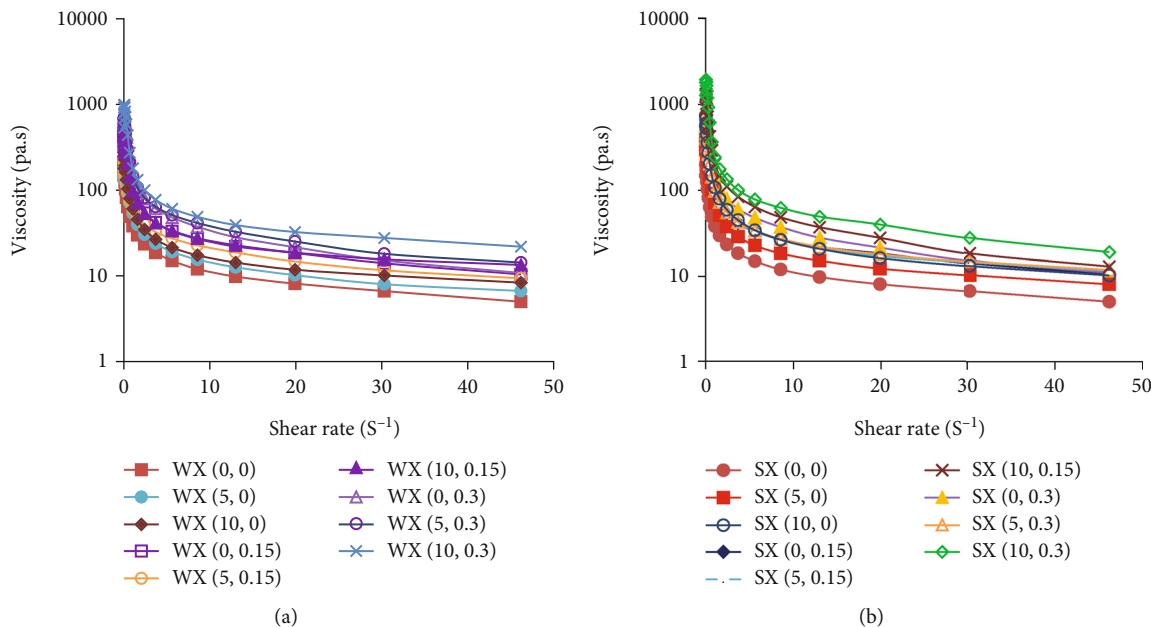 10000
1000
100
10
1
Viscosity (pa.s)
0
10
20
30
40
50
Shear rate (S⁻¹)
WX (0, 0)
WX (5, 0)
WX (10, 0)
WX (0, 0.15)
WX (5, 0.15)
WX (10, 0.15)
WX (0, 0.3)
WX (5, 0.3)
WX (10, 0.3)
(a)
10000
1000
100
10
1
Viscosity (pa.s)
0
10
20
30
40
50
Shear rate (S⁻¹)
SX (0, 0)
SX (5, 0)
SX (10, 0)
SX (0, 0.15)
SX (5, 0.15)
SX (10, 0.15)
SX (0, 0.3)
SX (5, 0.3)
SX (10, 0.3)
(b)